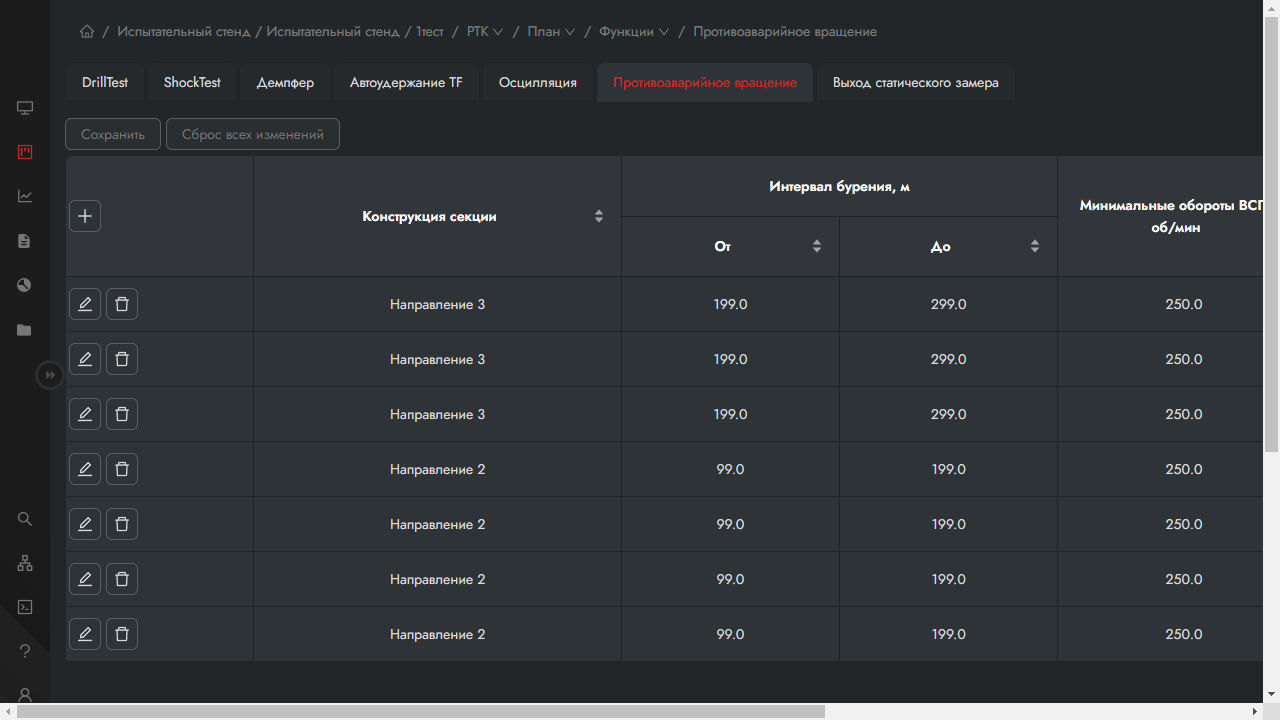 / Испытательный стенд / Испытательный стенд / 1тест / РТК / План / Функции / Противоаварийное вращение
DrillTest ShockTest Демпфер Автоудержание TF Осцилляция Противоаварийное вращение Выход статического замера
Сохранить Сброс всех изменений
Конструкция секции
Интервал бурения, м
От До
Минимальные обороты ВСП
об/мин
Направление 3 199.0 299.0 250.0
Направление 3 199.0 299.0 250.0
Направление 3 199.0 299.0 250.0
Направление 2 99.0 199.0 250.0
Направление 2 99.0 199.0 250.0
Направление 2 99.0 199.0 250.0
Направление 2 99.0 199.0 250.0